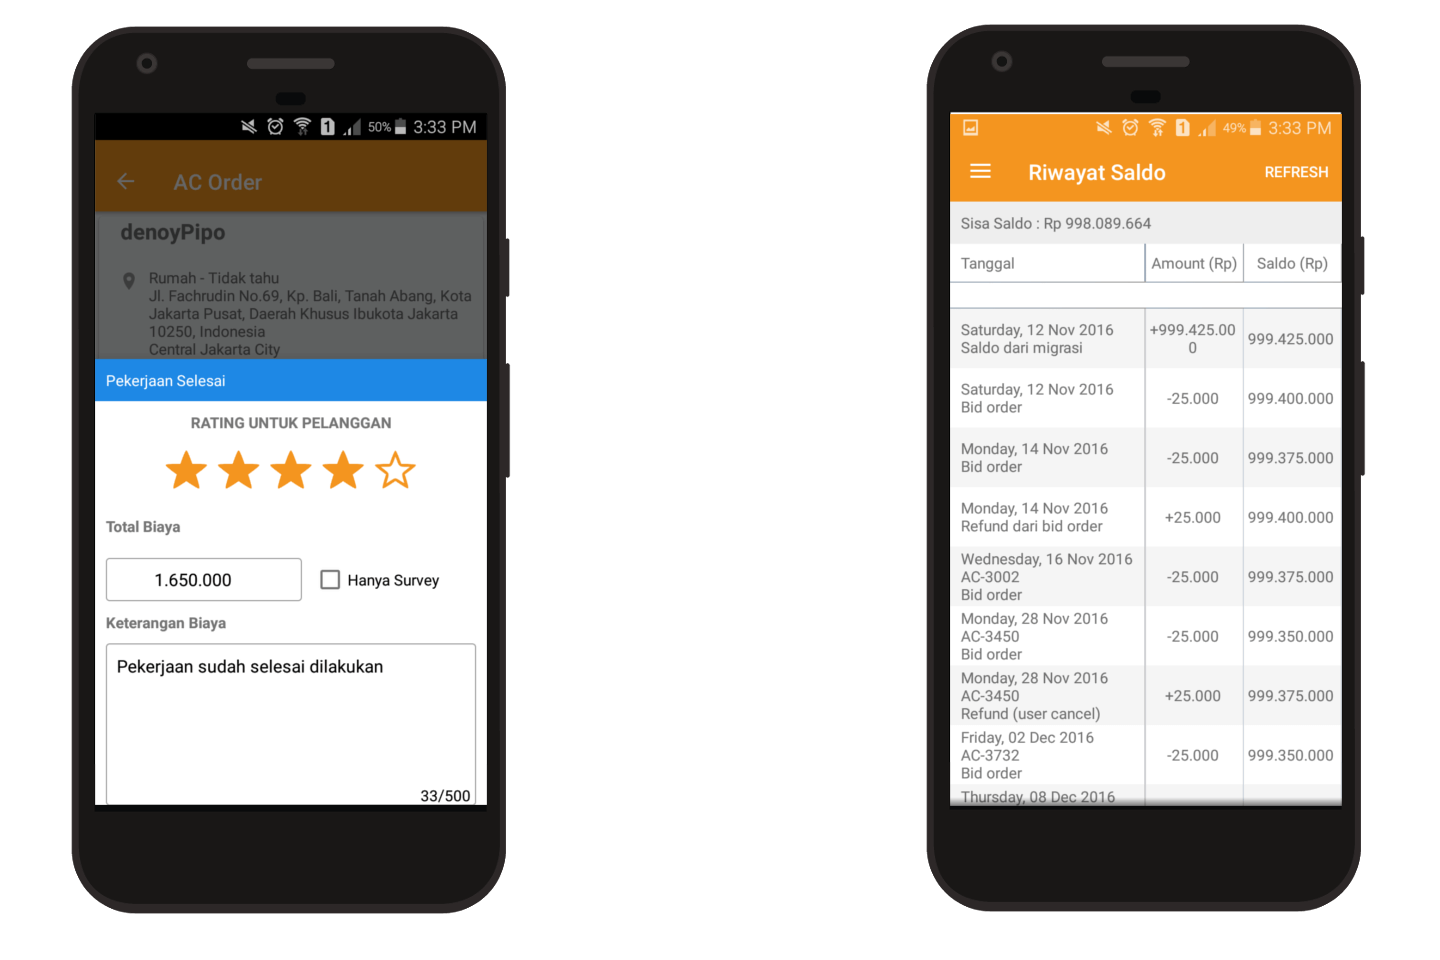 1 50% 3:33 PM
AC Order
denoyPipo
Rumah - Tidak tahu
Jl. Fachrudin No.69, Kp. Bali, Tanah Abang, Kota
Jakarta Pusat, Daerah Khusus Ibukota Jakarta
10250, Indonesia
Central Jakarta City
Pekerjaan Selesai
RATING UNTUK PELANGGAN
Total Biaya
1.650.000 Hanya Survey
Keterangan Biaya
Pekerjaan sudah selesai dilakukan
33/500
1 49% 3:33 PM
Riwayat Saldo REFRESH
Sisa Saldo : Rp 998.089.664
Tanggal Amount (Rp) Saldo (Rp)
Saturday, 12 Nov 2016
Saldo dari migrasi
+999.425.00
0
999.425.000
Saturday, 12 Nov 2016
Bid order
-25.000 999.400.000
Monday, 14 Nov 2016
Bid order
-25.000 999.375.000
Monday, 14 Nov 2016
Refund dari bid order
+25.000 999.400.000
Wednesday, 16 Nov 2016
AC-3002
Bid order
-25.000 999.375.000
Monday, 28 Nov 2016
AC-3450
Bid order
-25.000 999.350.000
Monday, 28 Nov 2016
AC-3450
Refund (user cancel)
+25.000 999.375.000
Friday, 02 Dec 2016
AC-3732
Bid order
-25.000 999.350.000
Thursday, 08 Dec 2016